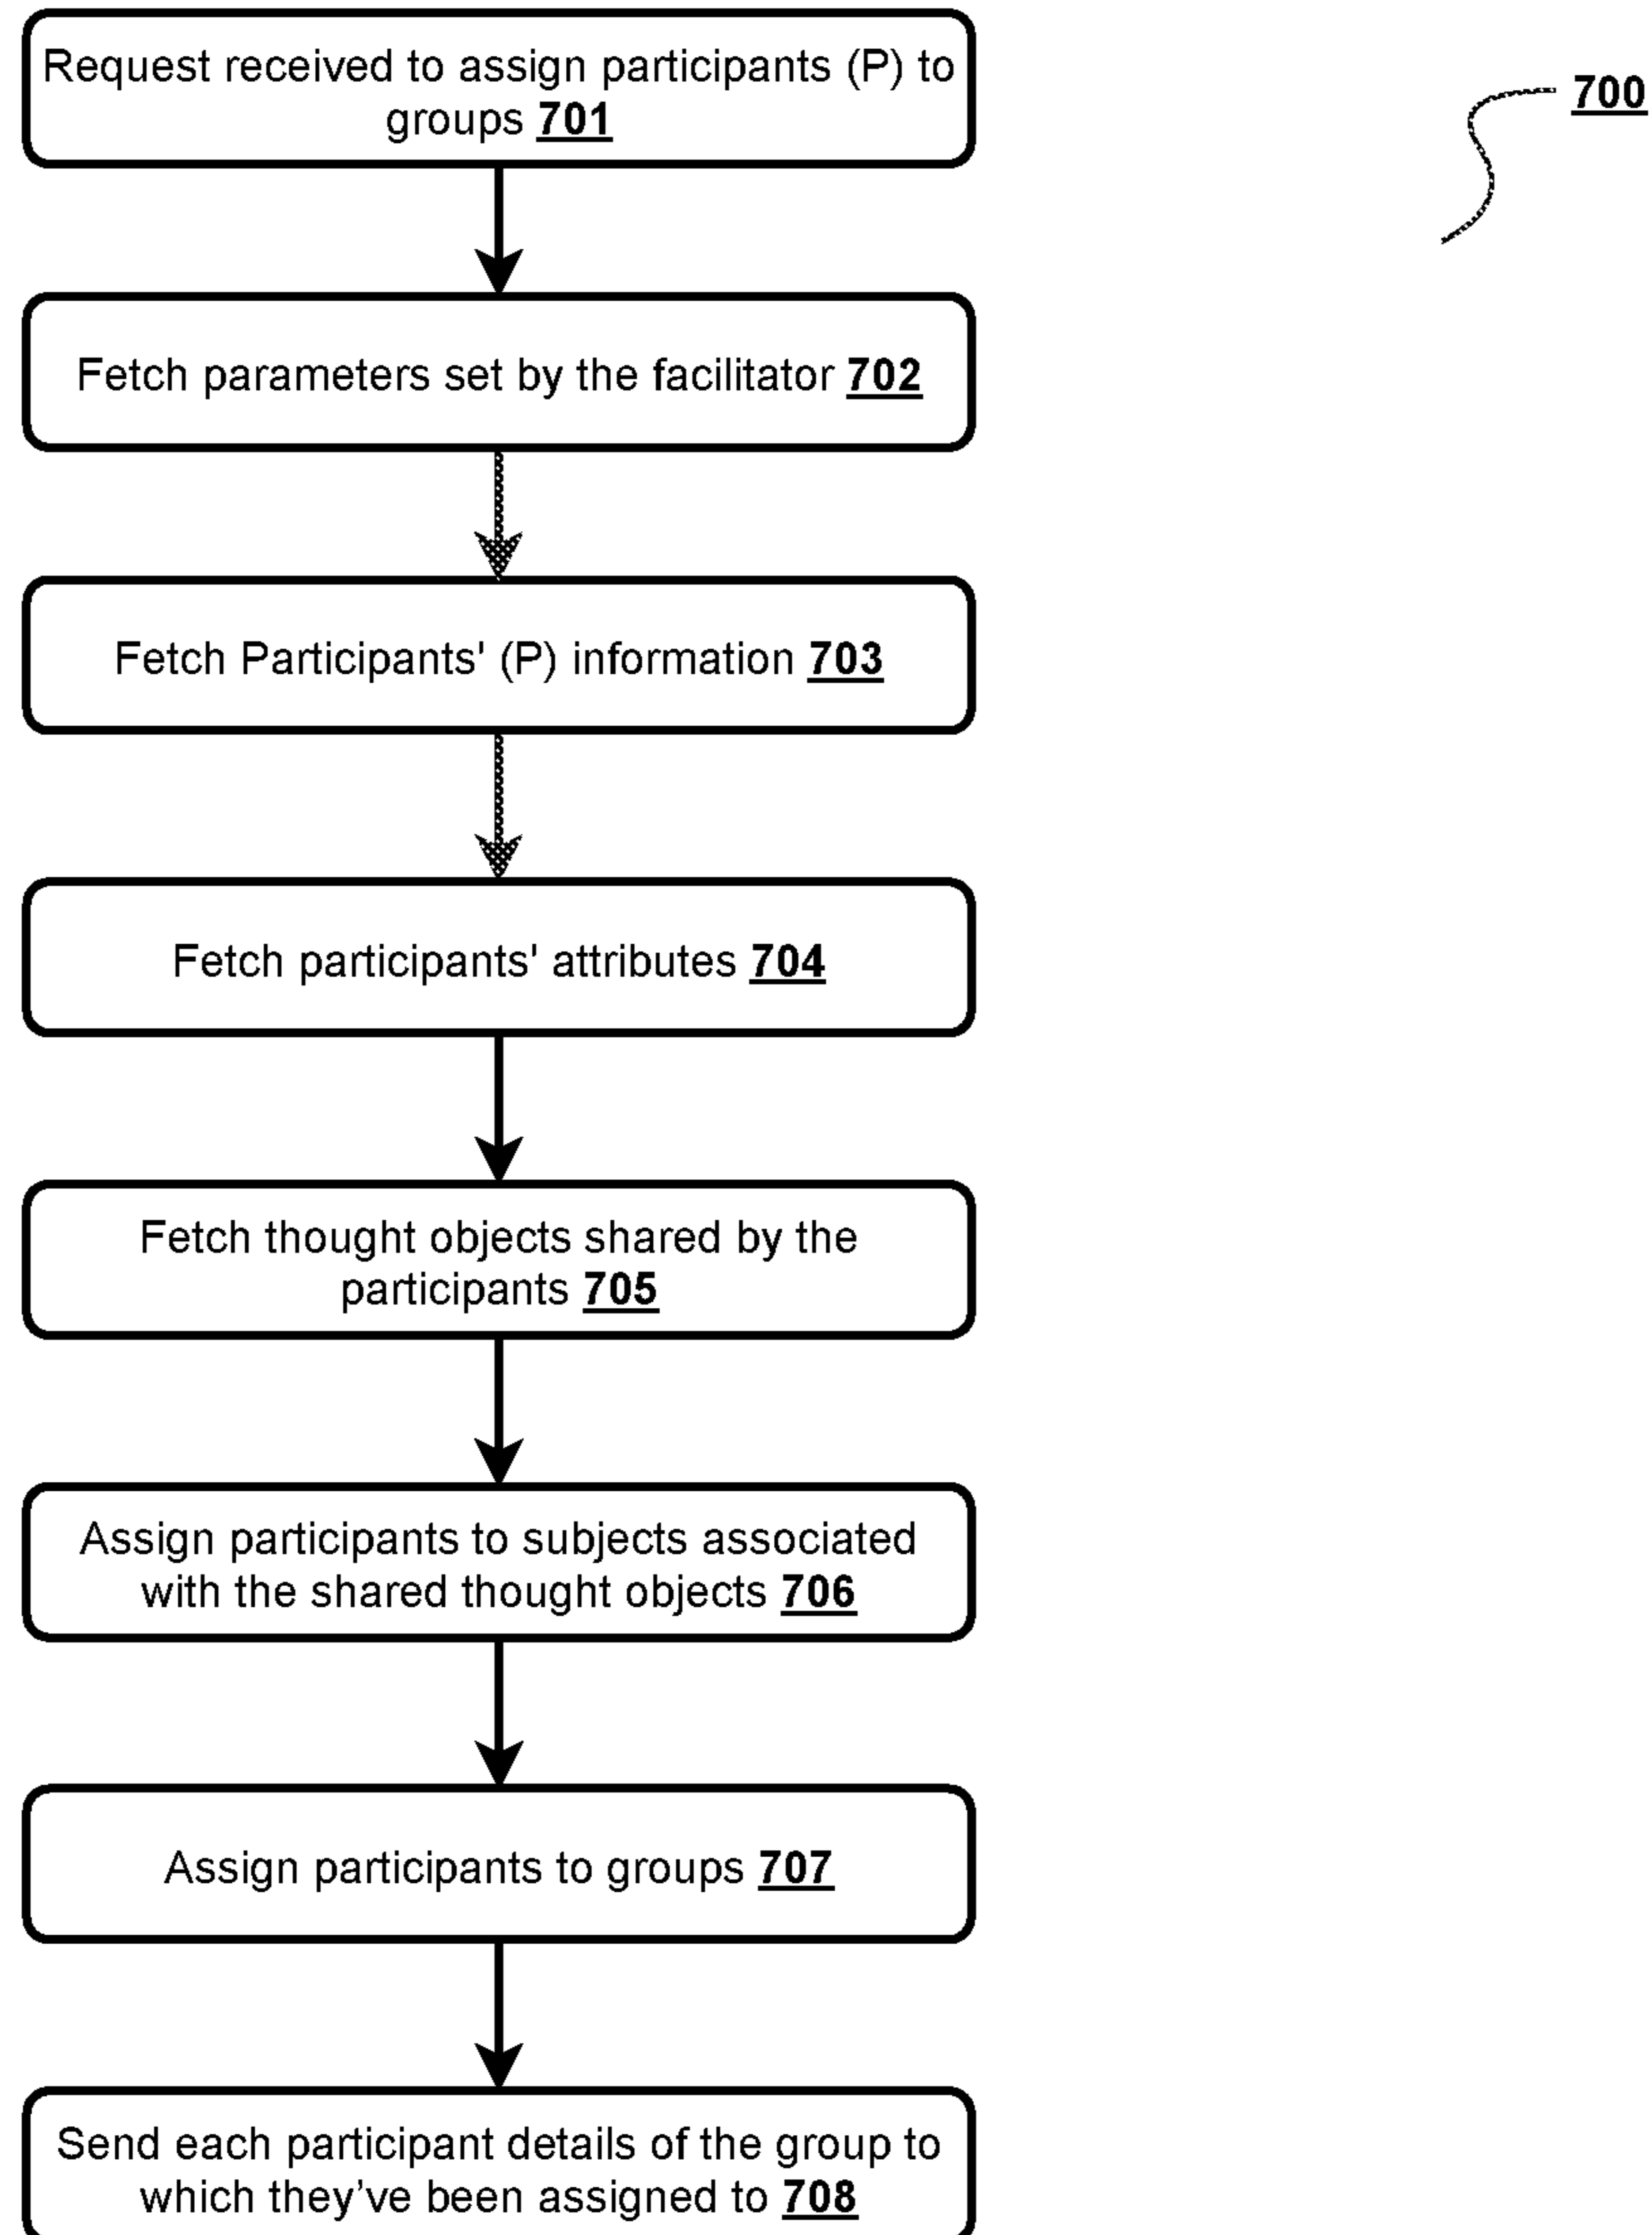 Request received to assign participants (P) to
groups 701
700
Fetch parameters set by the facilitator 702
Fetch Participants' (P) information 703
Fetch participants' attributes 704
Fetch thought objects shared by the
participants 705
Assign participants to subjects associated
with the shared thought objects 706
Assign participants to groups 707
Send each participant details of the group to
which they’ve been assigned to 708